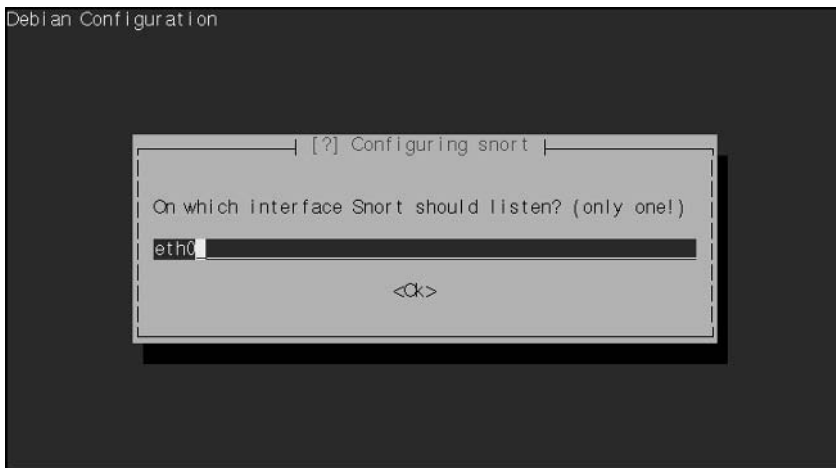 Debian Configuration
[?] Configuring snort
On which interface Snort should listen? (only one!)
eth0
<Ok>